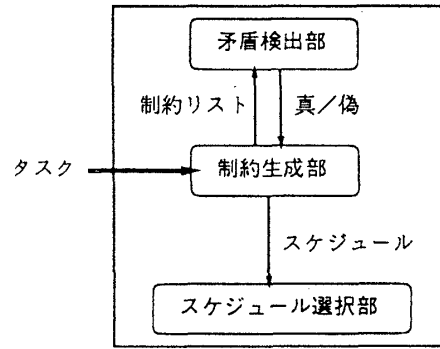 矛盾検出部
制約リスト 真／偽
タスク 制約生成部
スケジュール
スケジュール選択部